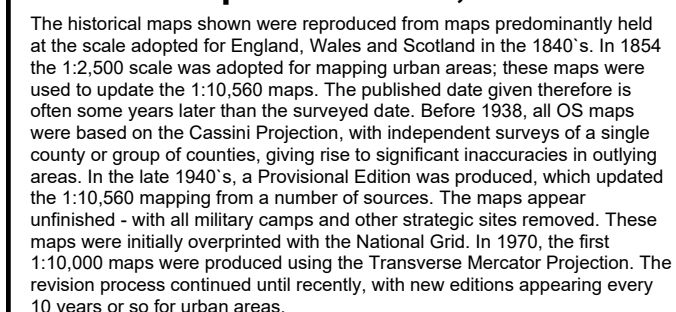 The historical maps shown were reproduced from maps predominantly held
at the scale adopted for England, Wales and Scotland in the 1840`s. In 1854
the 1:2,500 scale was adopted for mapping urban areas; these maps were
used to update the 1:10,560 maps. The published date given therefore is
often some years later than the surveyed date. Before 1938, all OS maps
were based on the Cassini Projection, with independent surveys of a single
county or group of counties, giving rise to significant inaccuracies in outlying
areas. In the late 1940`s, a Provisional Edition was produced, which updated
the 1:10,560 mapping from a number of sources. The maps appear
unfinished - with all military camps and other strategic sites removed. These
maps were initially overprinted with the National Grid. In 1970, the first
1:10,000 maps were produced using the Transverse Mercator Projection. The
revision process continued until recently, with new editions appearing every
10 years or so for urban areas.